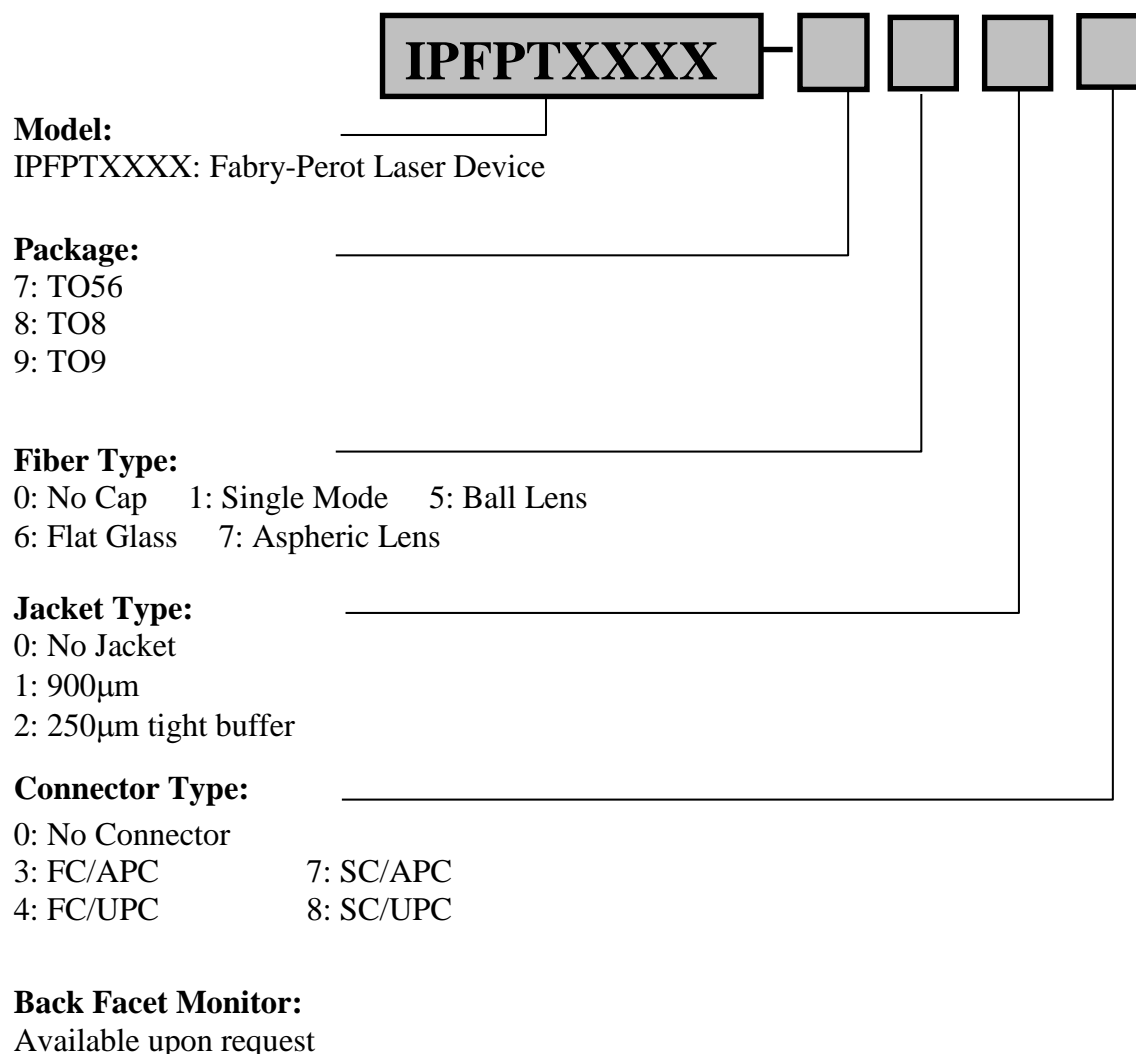 IPFPTXXXX
Model:
IPFPTXXXX: Fabry-Perot Laser Device
Package:
7: TO56
8: TO8
9: TO9
Fiber Type:
0: No Cap 1: Single Mode 5: Ball Lens
6: Flat Glass 7: Aspheric Lens
Jacket Type:
0: No Jacket
1: 900μm
2: 250μm tight buffer
Connector Type:
0: No Connector
3: FC/APC 7: SC/APC
4: FC/UPC 8: SC/UPC
Back Facet Monitor:
Available upon request